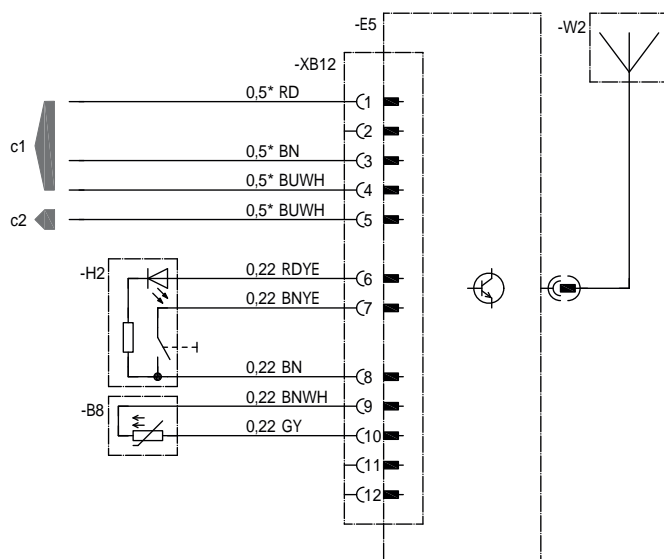 -E5
-W2
-XB12
0,5* RD
1
2
c1
0,5* BN
3
0,5* BUWH
4
c2
0,5* BUWH
5
-H2
0,22 RDYE
6
0,22 BNYE
7
0,22 BN
8
-B8
0,22 BNWH
9
0,22 GY
10
11
12